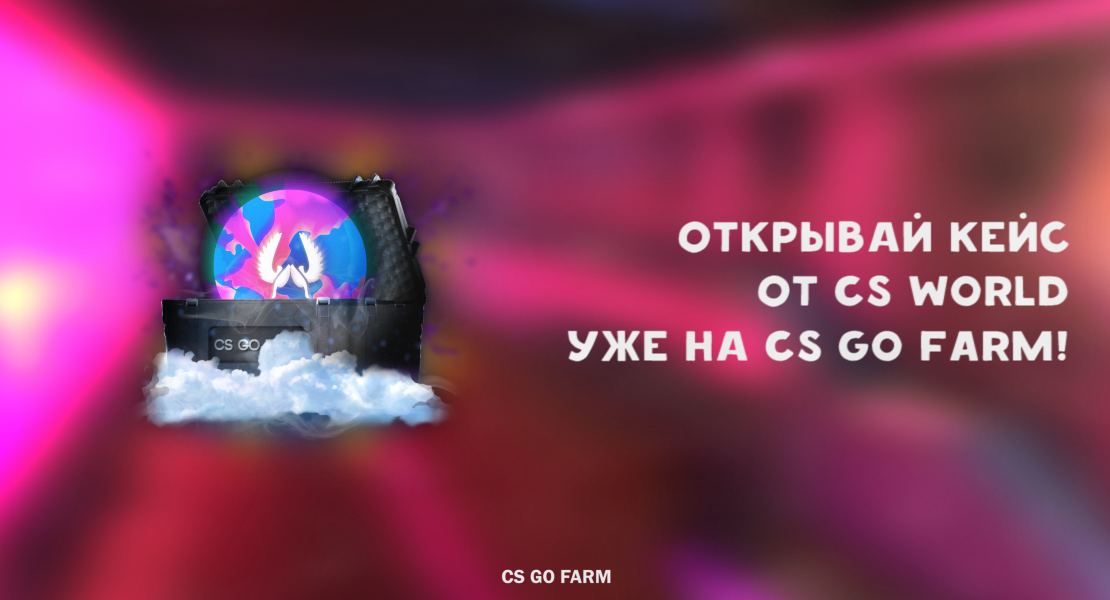 ОТКРЫВАЙ КЕЙС
ОТ CS WORLD
УЖЕ НА CS GO FARM!
CS GO
CS GO FARM